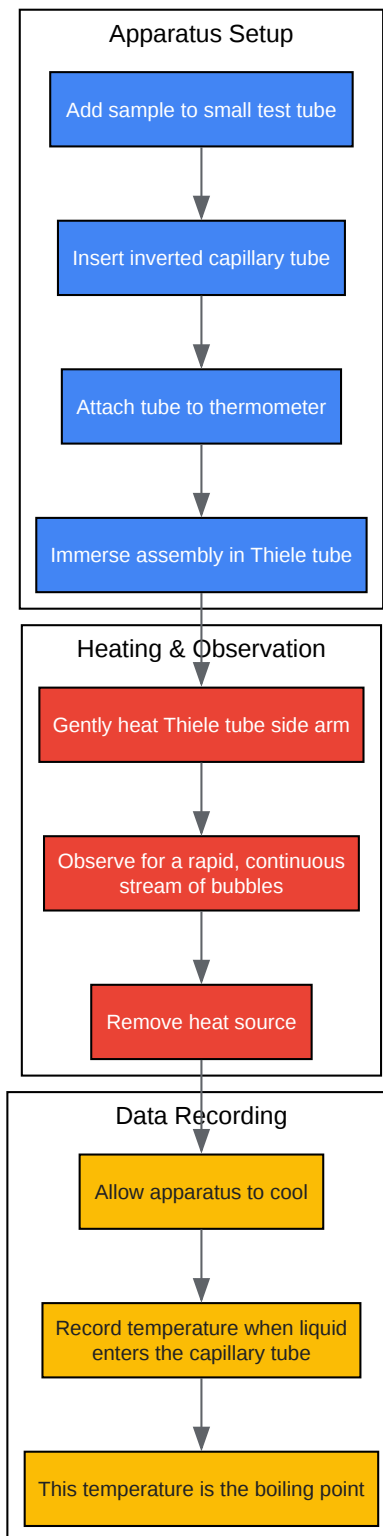 Apparatus Setup
Add sample to small test tube
Insert inverted capillary tube
Attach tube to thermometer
Immerse assembly in Thiele tube
Heating & Observation
Gently heat Thiele tube side arm
Observe for a rapid, continuous
stream of bubbles
Remove heat source
Data Recording
Allow apparatus to cool
Record temperature when liquid
enters the capillary tube
This temperature is the boiling point